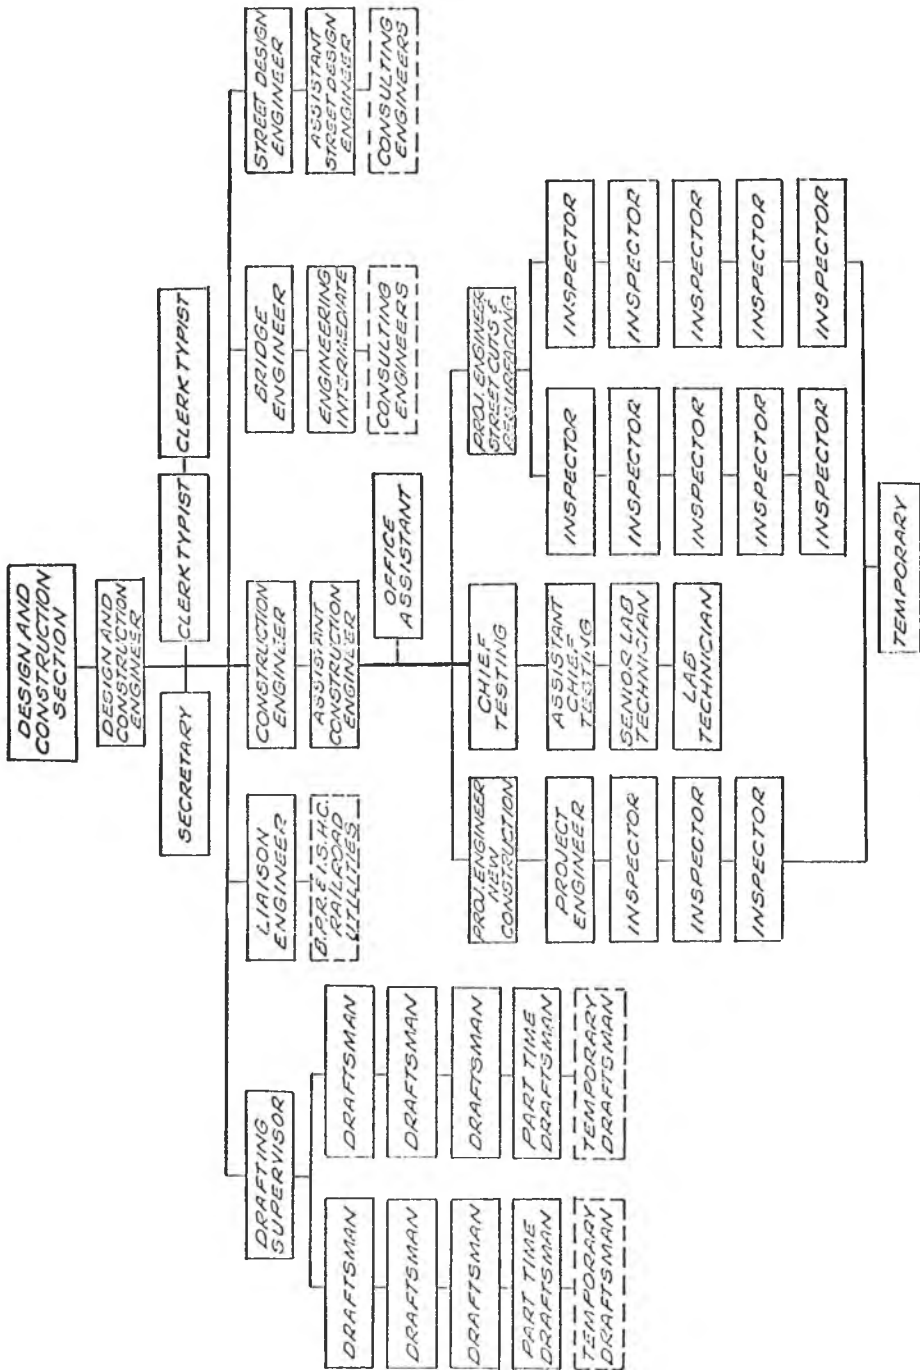 DESIGN AND
CONSTRUCTION
SECTION
DESIGN AND
CONSTRUCTION
ENGINEER
SECRETARY
CLERK TYPIST
CLERK TYPIST
DRAFTING
SUPERVISOR
LIAISON
ENGINEER
CONSTRUCTION
ENGINEER
BRIDGE
ENGINEER
STREET DESIGN
ENGINEER
B.P.R.E I.S.H.C.
RAILROAD
UTILITIES
ASSISTANT
CONSTRUCTION
ENGINEER
ENGINEERING
INTERMEDIATE
ASSISTANT
STREET DESIGN
ENGINEER
CONSULTING
ENGINEERS
CONSULTING
ENGINEERS
OFFICE
ASSISTANT
DRAFTSMAN
DRAFTSMAN
DRAFTSMAN
DRAFTSMAN
DRAFTSMAN
DRAFTSMAN
PART TIME
DRAFTSMAN
PART TIME
DRAFTSMAN
TEMPORARY
DRAFTSMAN
TEMPORARY
DRAFTSMAN
PROJ. ENGINEER
NEW
CONSTRUCTION
CHIEF
TESTING
PROJ. ENGINEER
STREET CUTS &
RESURFACING
PROJECT
ENGINEER
INSPECTOR
INSPECTOR
INSPECTOR
ASSISTANT
CHIEF
TESTING
SENIOR LAB
TECHNICIAN
LAB
TECHNICIAN
INSPECTOR
INSPECTOR
INSPECTOR
INSPECTOR
INSPECTOR
INSPECTOR
INSPECTOR
INSPECTOR
INSPECTOR
INSPECTOR
TEMPORARY